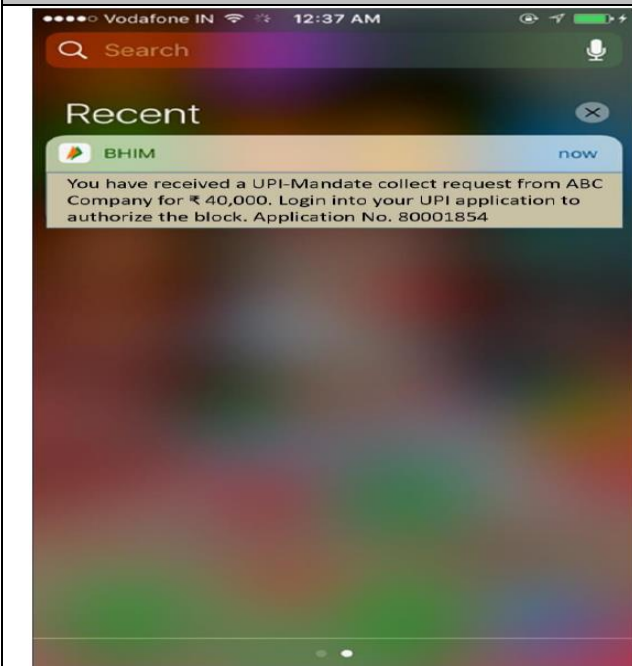 Vodafone IN 12:37 AM
Search
Recent
BHIM now
You have received a UPI-Mandate collect request from ABC
Company for ₹ 40,000. Login into your UPI application to
authorize the block. Application No. 80001854